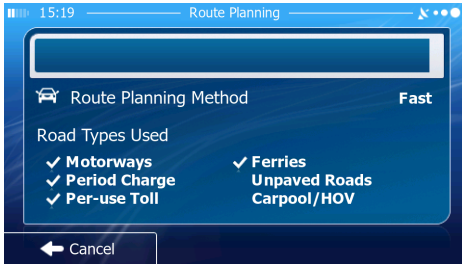 15:19 Route Planning
Route Planning Method Fast
Road Types Used
Motorways Ferries
Period Charge Unpaved Roads
Per-use Toll Carpool/HOV
Cancel